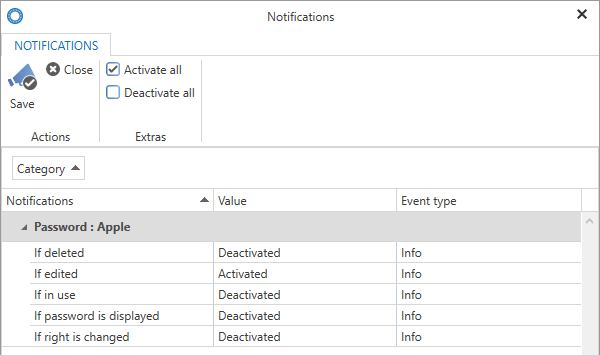 Notifications
NOTIFICATIONS
Save
Close
Actions
Activate all
Deactivate all
Extras
Category
Notifications Value Event type
Password : Apple
If deleted Deactivated Info
If edited Activated Info
If in use Deactivated Info
If password is displayed Deactivated Info
If right is changed Deactivated Info